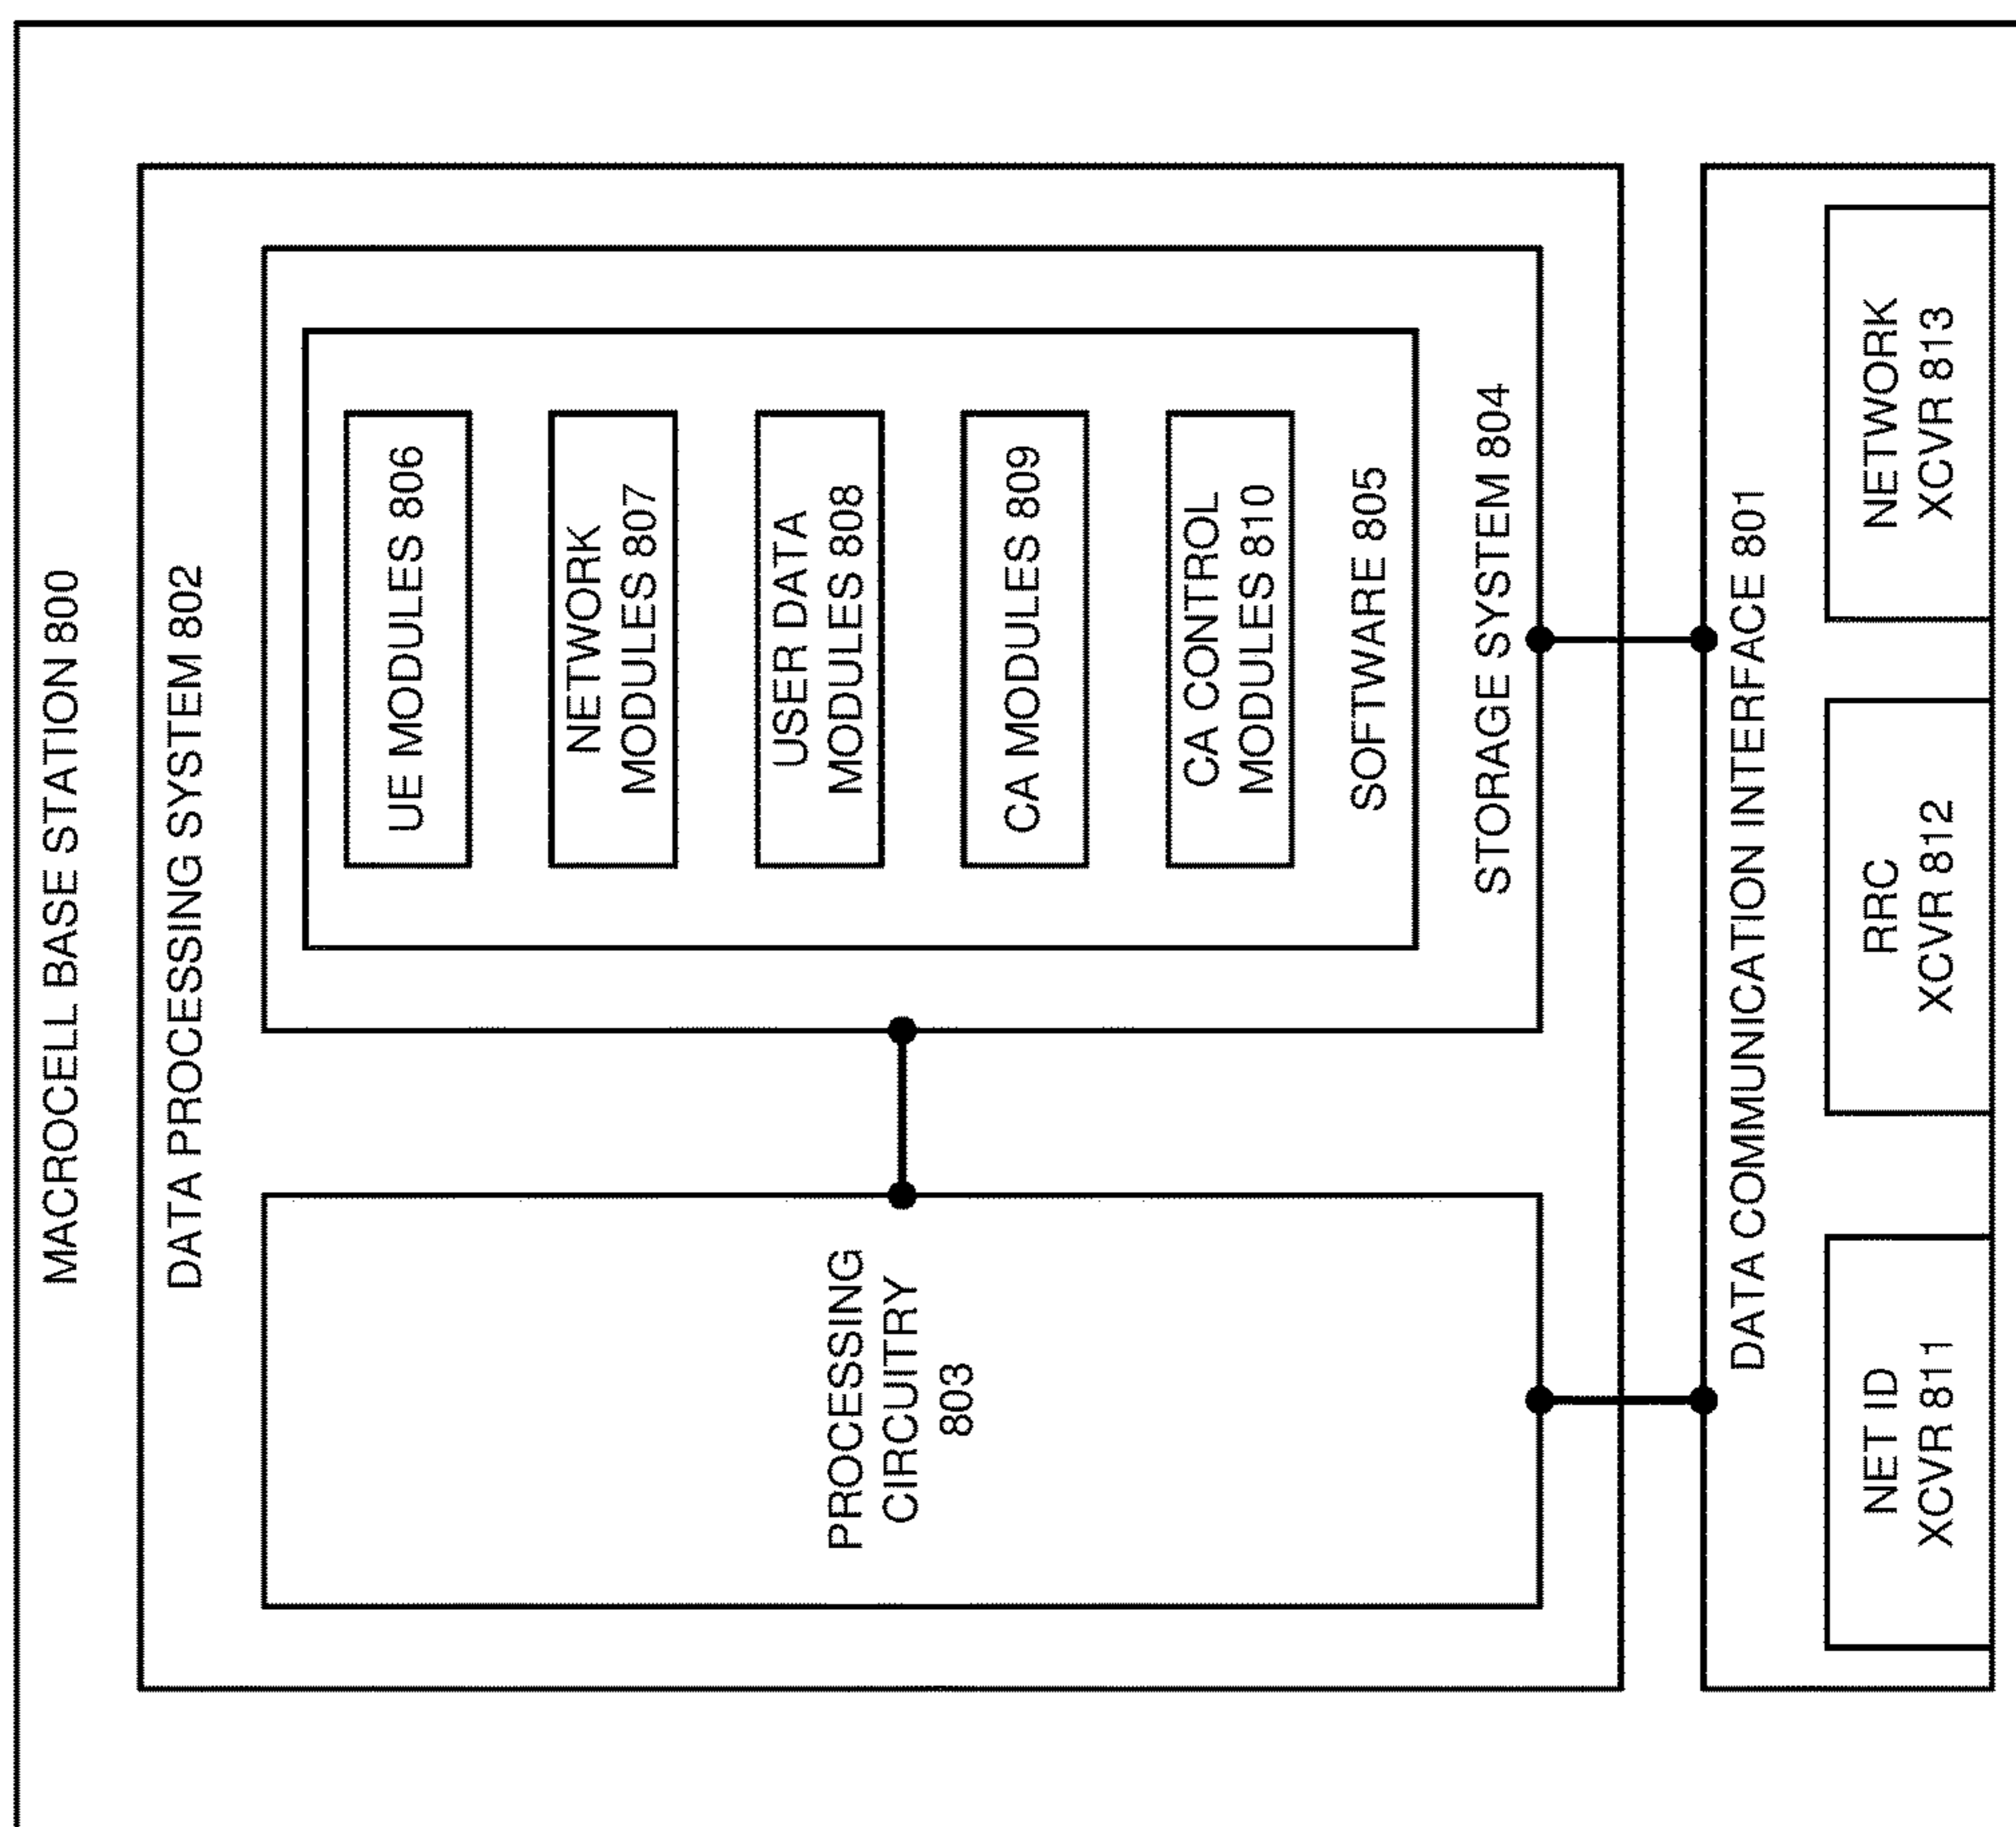 MACROCELL BASE STATION 800
DATA PROCESSING SYSTEM 802
PROCESSING
CIRCUITRY
803
UE MODULES 806
NETWORK
MODULES 807
USER DATA
MODULES 808
CA MODULES 809
CA CONTROL
MODULES 810
SOFTWARE 805
STORAGE SYSTEM 804
DATA COMMUNICATION INTERFACE 801
NET ID
XCVR 811
RRC
XCVR 812
NETWORK
XCVR 813